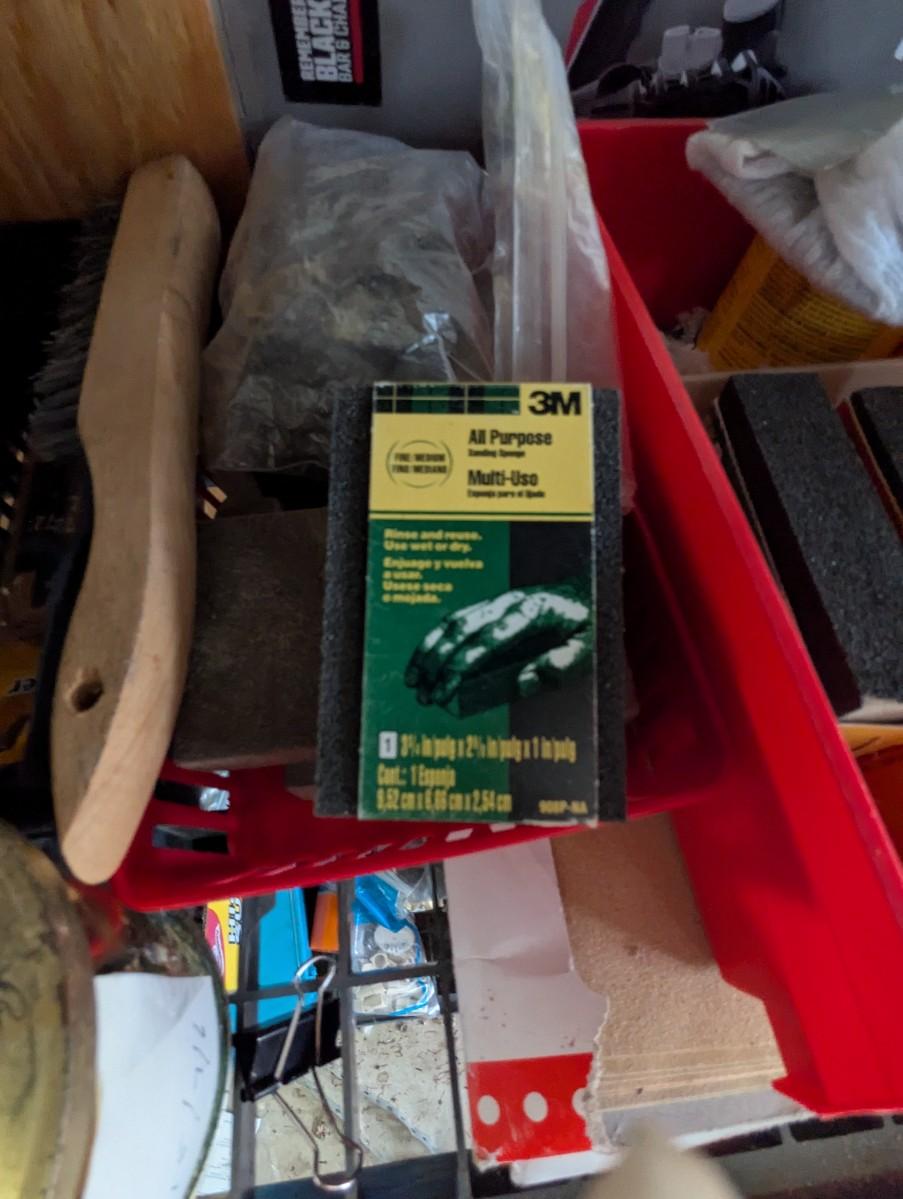 REMEMBER
BLACK
BAR & CHAI
3M
All Purpose
Sanding Sponge
FINE/MEDIUM
FINO/MEDIANO
Multi-Uso
Esponja para el lijado
Rinse and reuse.
Use wet or dry.
Enjuage y vuelva
a usar.
Usese seca
o mojada.
1 3¾ in/pulg x 2⅝ in/pulg x 1 in/pulg
Cont.: 1 Esponja
9,52 cm x 6,66 cm x 2,54 cm
908P-NA